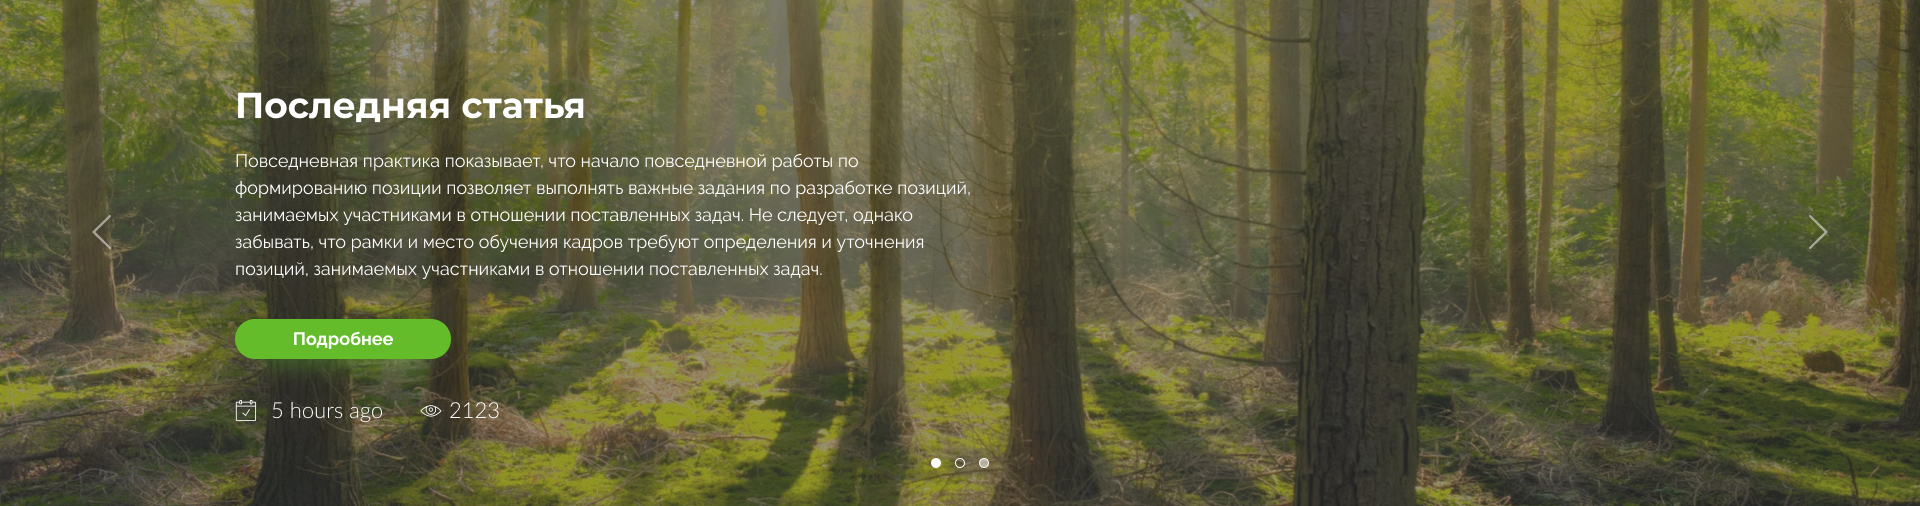 Последняя статья
Повседневная практика показывает, что начало повседневной работы по
формированию позиции позволяет выполнять важные задания по разработке позиций,
занимаемых участниками в отношении поставленных задач. Не следует, однако
забывать, что рамки и место обучения кадров требуют определения и уточнения
позиций, занимаемых участниками в отношении поставленных задач.
Подробнее
5 hours ago 2123